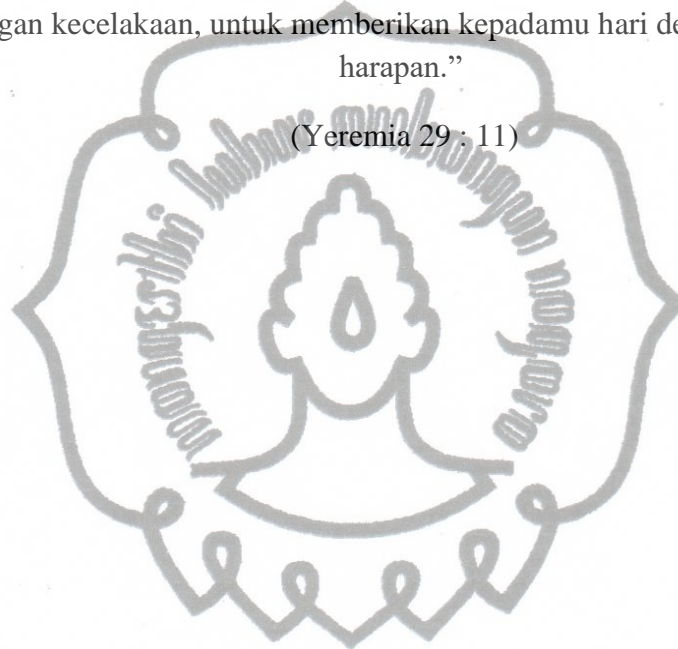 gan kecelakaan, untuk memberikan kepadamu hari de
harapan.”
(Yeremia 29 : 11)